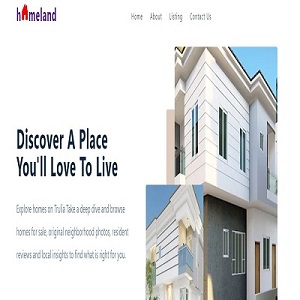 homeland
Home About Listing Contact Us
Discover A Place
You'll Love To Live
Explore homes on Trulia Take a deep dive and browse
homes for sale, original neighborhood photos, resident
reviews and local insights to find what is right for you.